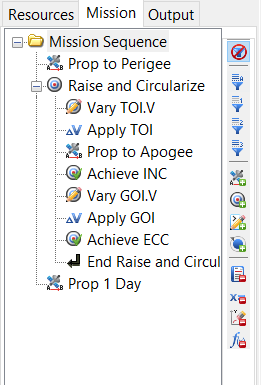 Resources Mission Output
Mission Sequence
Prop to Perigee
Raise and Circularize
Vary TOI.V
Apply TOI
Prop to Apogee
Achieve INC
Vary GOI.V
Apply GOI
Achieve ECC
End Raise and Circul
Prop 1 Day